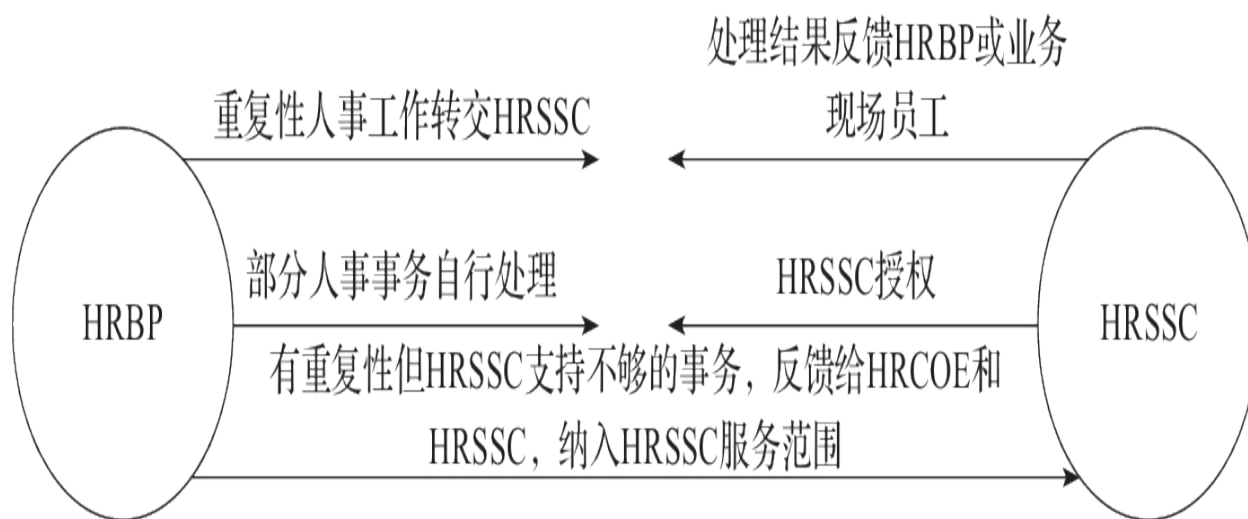 处理结果反馈HRBP或业务
现场员工
重复性人事工作转交HRSSC
部分人事事务自行处理
HRSSC授权
HRBP
HRSSC
有重复性但HRSSC支持不够的事务，反馈给HRCOE和
HRSSC，纳入HRSSC服务范围